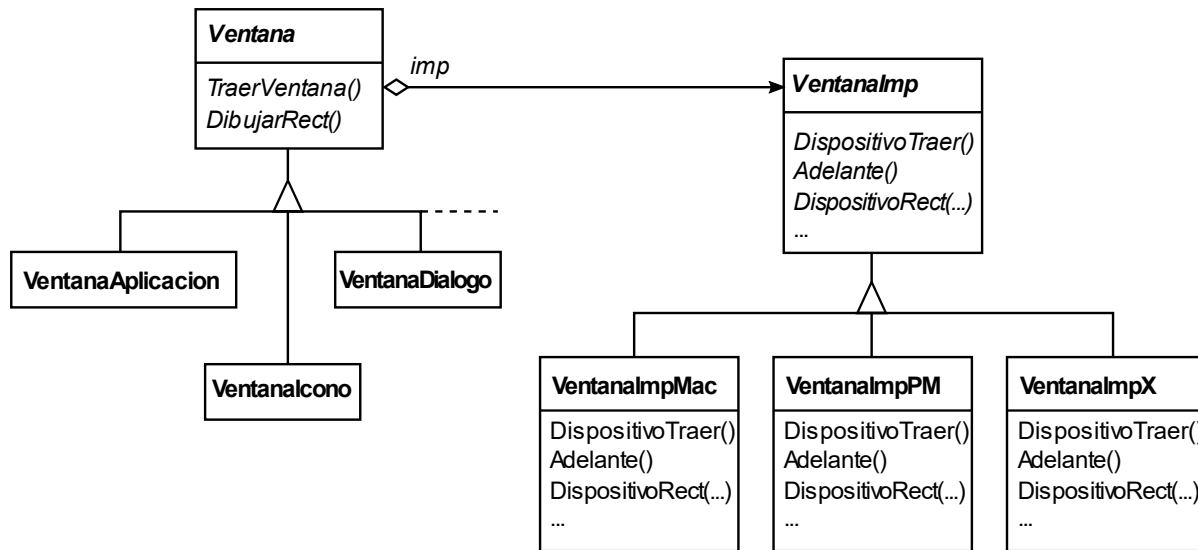 Ventana
TraerVentana()
DibujarRect()
imp
VentanaImp
DispositivoTraer()
Adelante()
DispositivoRect(...)
...
VentanaAplicacion
VentanaDialogo
VentanaIcono
VentanaImpMac
DispositivoTraer()
Adelante()
DispositivoRect(...)
...
VentanaImpPM
DispositivoTraer()
Adelante()
DispositivoRect(...)
...
VentanaImpX
DispositivoTraer()
Adelante()
DispositivoRect(...)
...